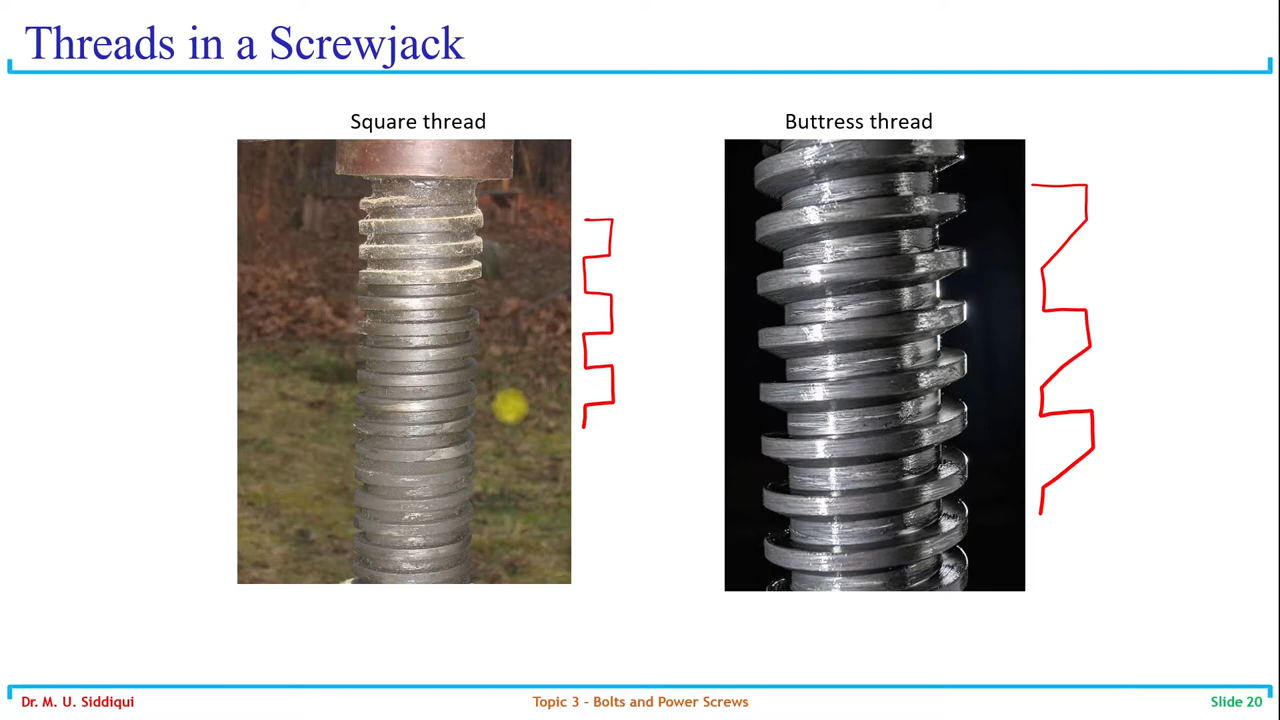 Threads in a Screwjack
Square thread
Buttress thread
Dr. M. U. Siddiqui
Topic 3 - Bolts and Power Screws
Slide 20